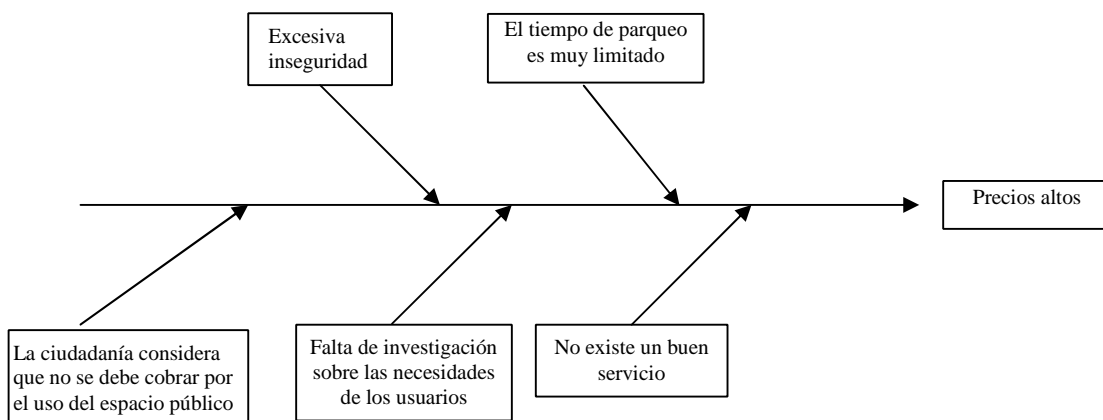 Excesiva
inseguridad
El tiempo de parqueo
es muy limitado
Precios altos
La ciudadanía considera
que no se debe cobrar por
el uso del espacio público
Falta de investigación
sobre las necesidades
de los usuarios
No existe un buen
servicio